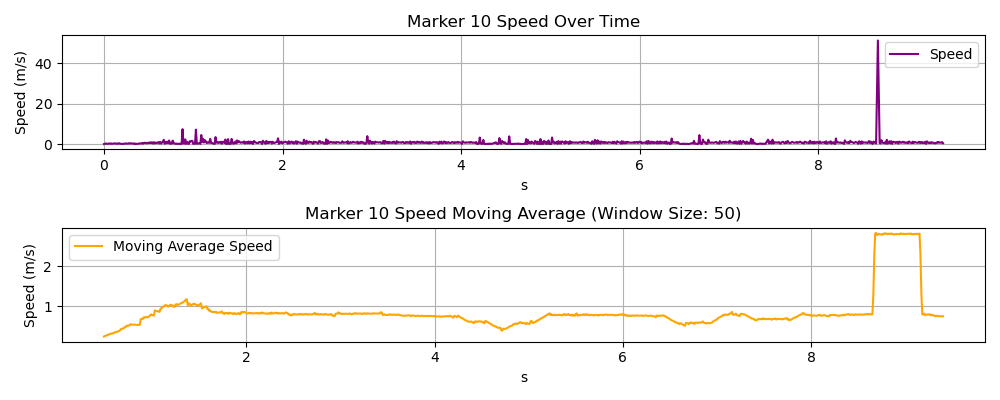 Marker 10 Speed Over Time
Speed (m/s)
40
20
0
Speed
0 2 4 6 8
s
Marker 10 Speed Moving Average (Window Size: 50)
Speed (m/s)
2
1
Moving Average Speed
2 4 6 8
s